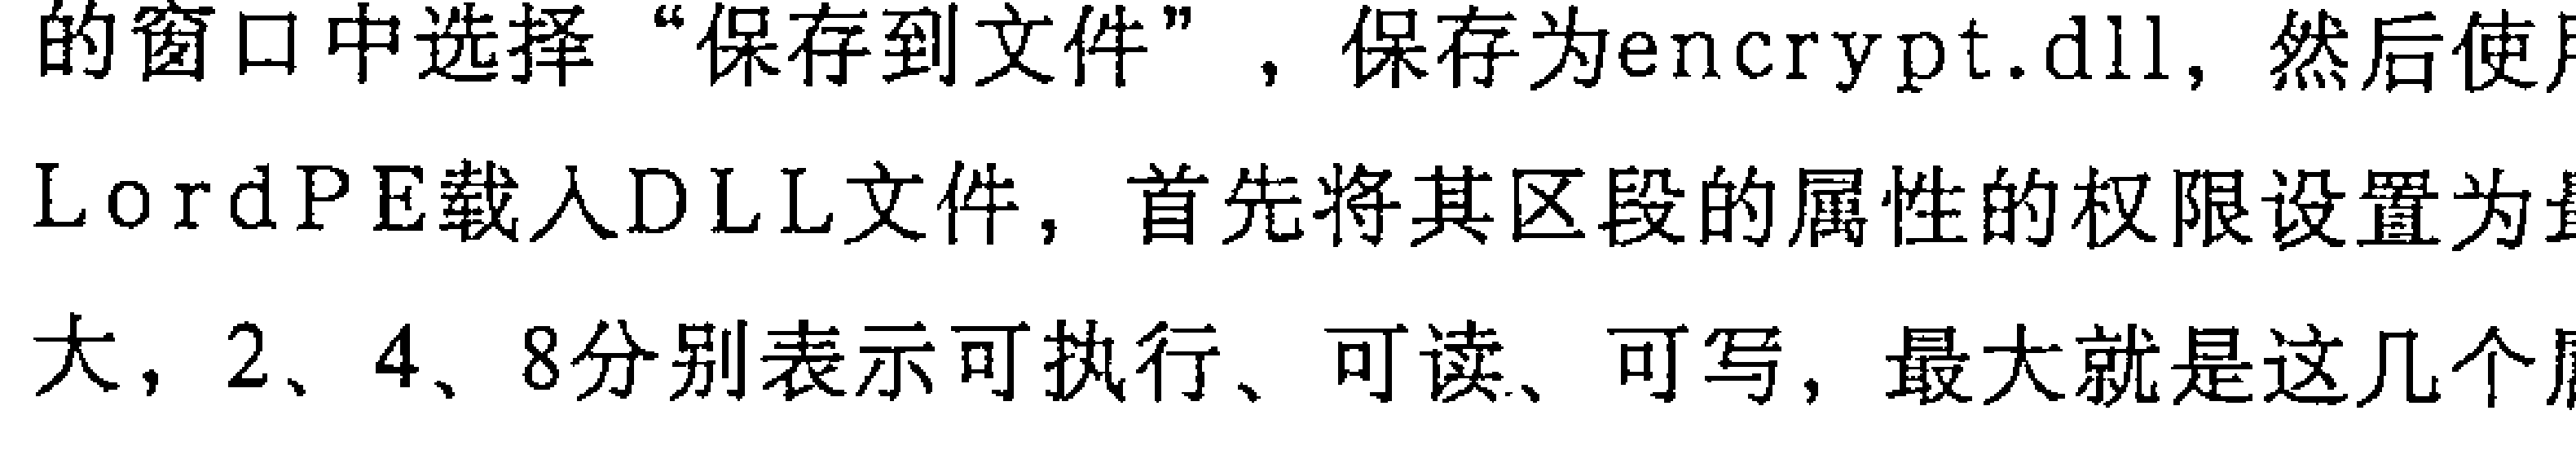 的窗口中选择“保存到文件”，保存为encrypt.dll，然后使用
LordPE载入DLL文件，首先将其区段的属性的权限设置为最
大，2、4、8分别表示可执行、可读、可写，最大就是这几个